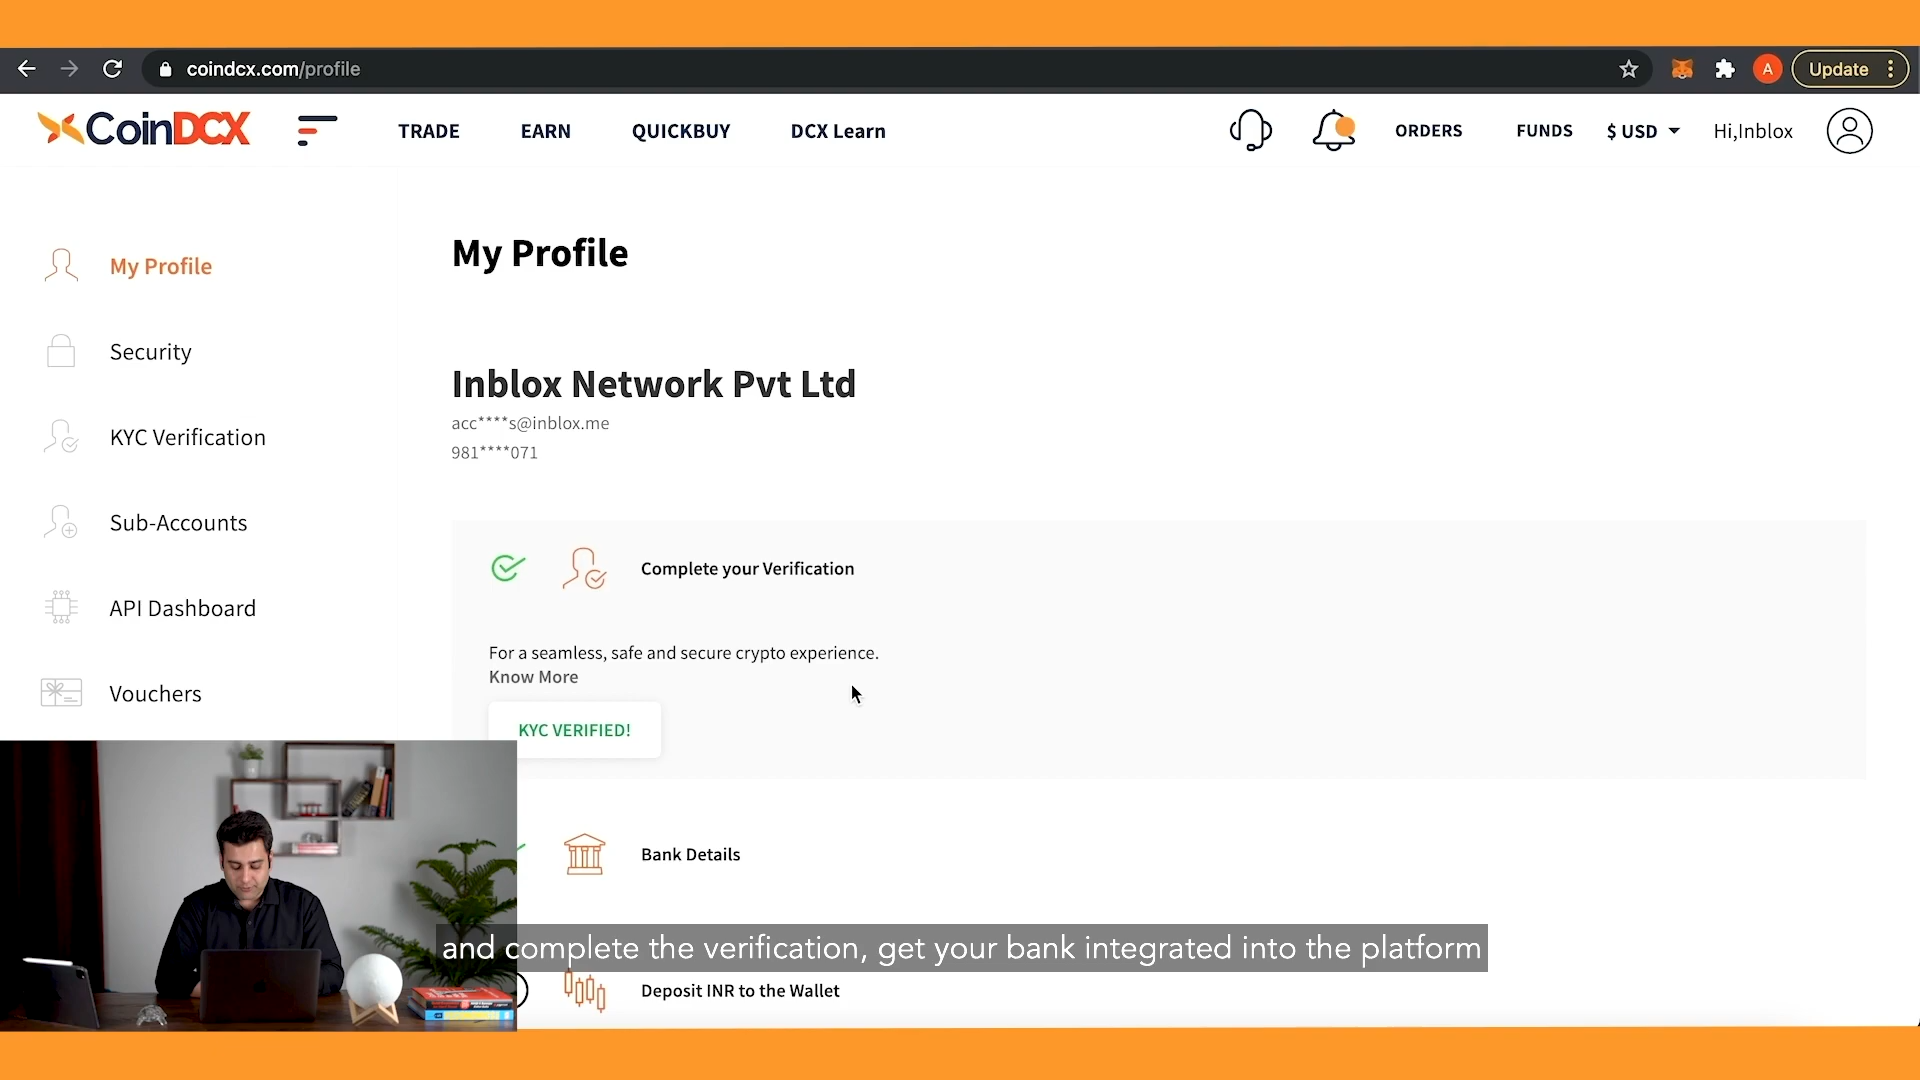 coindcx.com/profile
A
Update
CoinDCX
TRADE
EARN
QUICKBUY
DCX Learn
ORDERS
FUNDS
$ USD
Hi,Inblox
My Profile
Security
KYC Verification
Sub-Accounts
API Dashboard
Vouchers
My Profile
Inblox Network Pvt Ltd
acc****s@inblox.me
981****071
Complete your Verification
For a seamless, safe and secure crypto experience.
Know More
KYC VERIFIED!
Bank Details
and complete the verification, get your bank integrated into the platform
Deposit INR to the Wallet